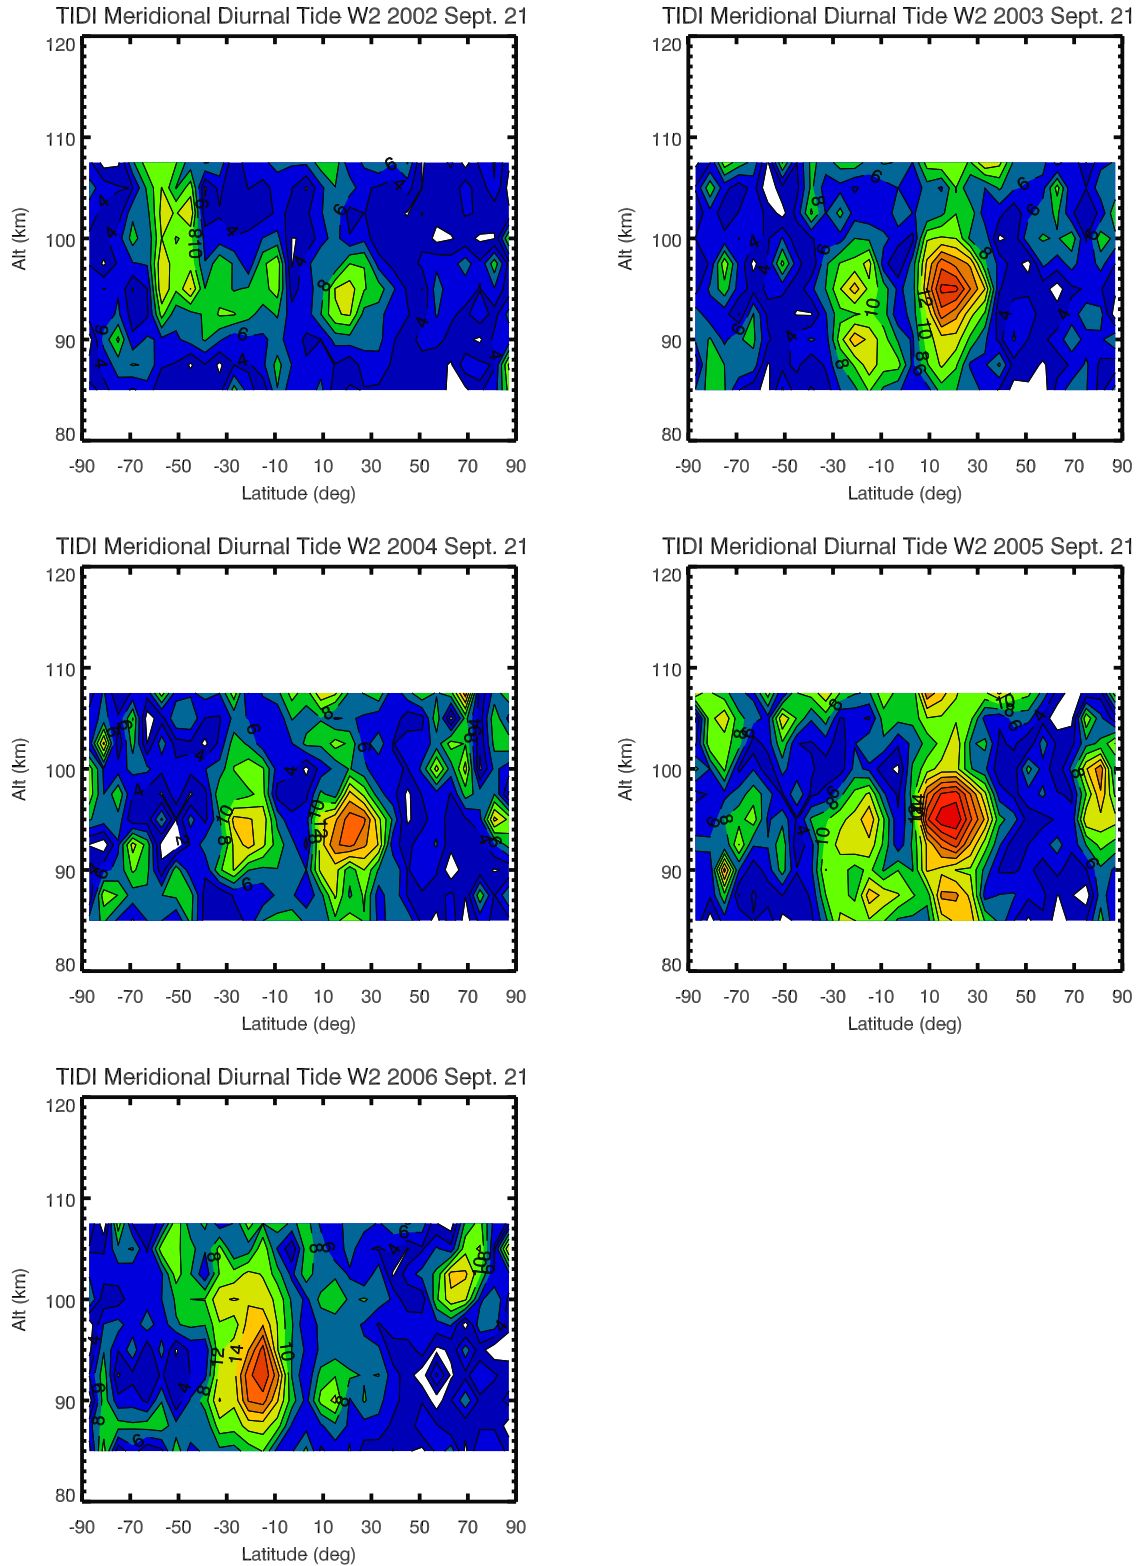 TIDI Meridional Diurnal Tide W2 2002 Sept. 21
120
110
100
90
80
Alt (km)
-90 -70 -50 -30 -10 10 30 50 70 90
Latitude (deg)
TIDI Meridional Diurnal Tide W2 2003 Sept. 21
120
110
100
90
80
Alt (km)
-90 -70 -50 -30 -10 10 30 50 70 90
Latitude (deg)
TIDI Meridional Diurnal Tide W2 2004 Sept. 21
120
110
100
90
80
Alt (km)
-90 -70 -50 -30 -10 10 30 50 70 90
Latitude (deg)
TIDI Meridional Diurnal Tide W2 2005 Sept. 21
120
110
100
90
80
Alt (km)
-90 -70 -50 -30 -10 10 30 50 70 90
Latitude (deg)
TIDI Meridional Diurnal Tide W2 2006 Sept. 21
120
110
100
90
80
Alt (km)
-90 -70 -50 -30 -10 10 30 50 70 90
Latitude (deg)